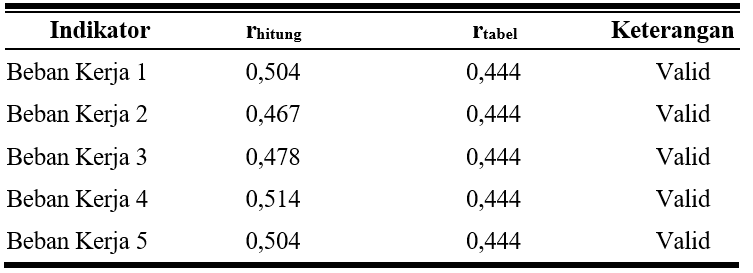 Indikator rhitung rtabel Keterangan
Beban Kerja 1 0,504 0,444 Valid
Beban Kerja 2 0,467 0,444 Valid
Beban Kerja 3 0,478 0,444 Valid
Beban Kerja 4 0,514 0,444 Valid
Beban Kerja 5 0,504 0,444 Valid